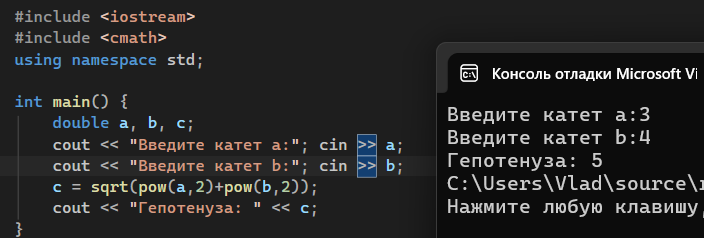 #include <iostream>
#include <cmath>
using namespace std;
int main() {
double a, b, c;
cout << "Введите катет a:"; cin >> a;
cout << "Введите катет b:"; cin >> b;
c = sqrt(pow(a,2)+pow(b,2));
cout << "Гепотенуза: " << c;
}
Консоль отладки Microsoft Vi
Введите катет a:3
Введите катет b:4
Гепотенуза: 5
C:\Users\Vlad\source\
Нажмите любую клавишу,